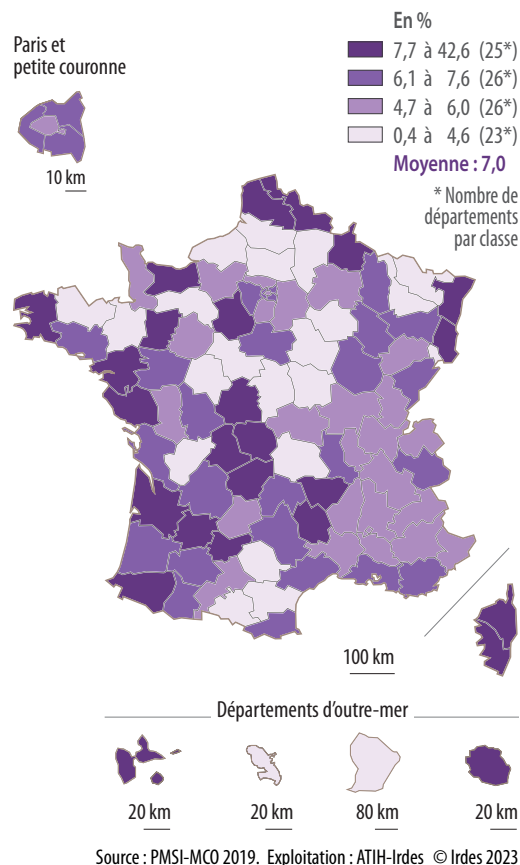 Paris et
petite couronne
10 km
En %
7,7 à 42,6 (25*)
6,1 à 7,6 (26*)
4,7 à 6,0 (26*)
0,4 à 4,6 (23*)
Moyenne : 7,0
* Nombre de
départements
par classe
100 km
Départements d'outre-mer
20 km
20 km
80 km
20 km
Source : PMSI-MCO 2019. Exploitation : ATIH-Irdes © Irdes 2023